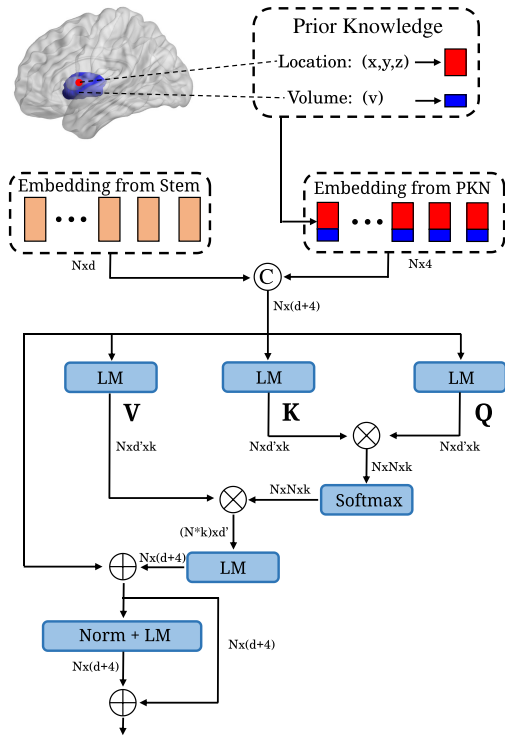 Prior Knowledge
Location: (x,y,z)
Volume: (v)
Embedding from Stem
Embedding from PKN
Nxd
Nx4
C
Nx(d+4)
LM
LM
LM
V
K
Q
Nxd'xk
Nxd'xk
Nxd'xk
NxNxk
NxNxk
Softmax
(N*k)xd'
Nx(d+4)
LM
Norm + LM
Nx(d+4)
Nx(d+4)